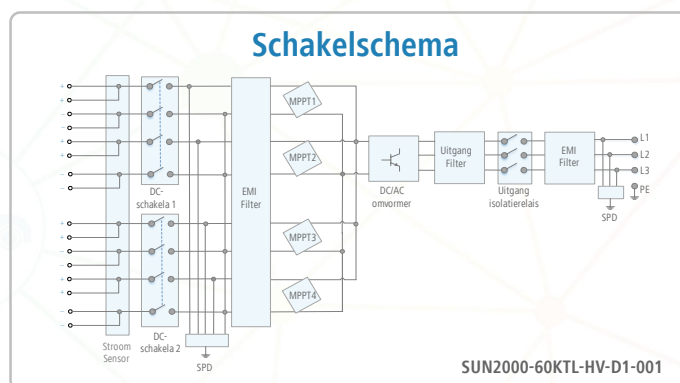 Schakelschema
+
+
−
−
+
+
−
−
+
+
−
−
+
+
−
−
Stroom
Sensor
DC-
schakela 1
DC-
schakela 2
SPD
EMI
Filter
MPPT1
MPPT2
MPPT3
MPPT4
DC/AC
omvormer
Uitgang
Filter
Uitgang
isolatierelais
EMI
Filter
L1
L2
L3
PE
SPD
SUN2000-60KTL-HV-D1-001